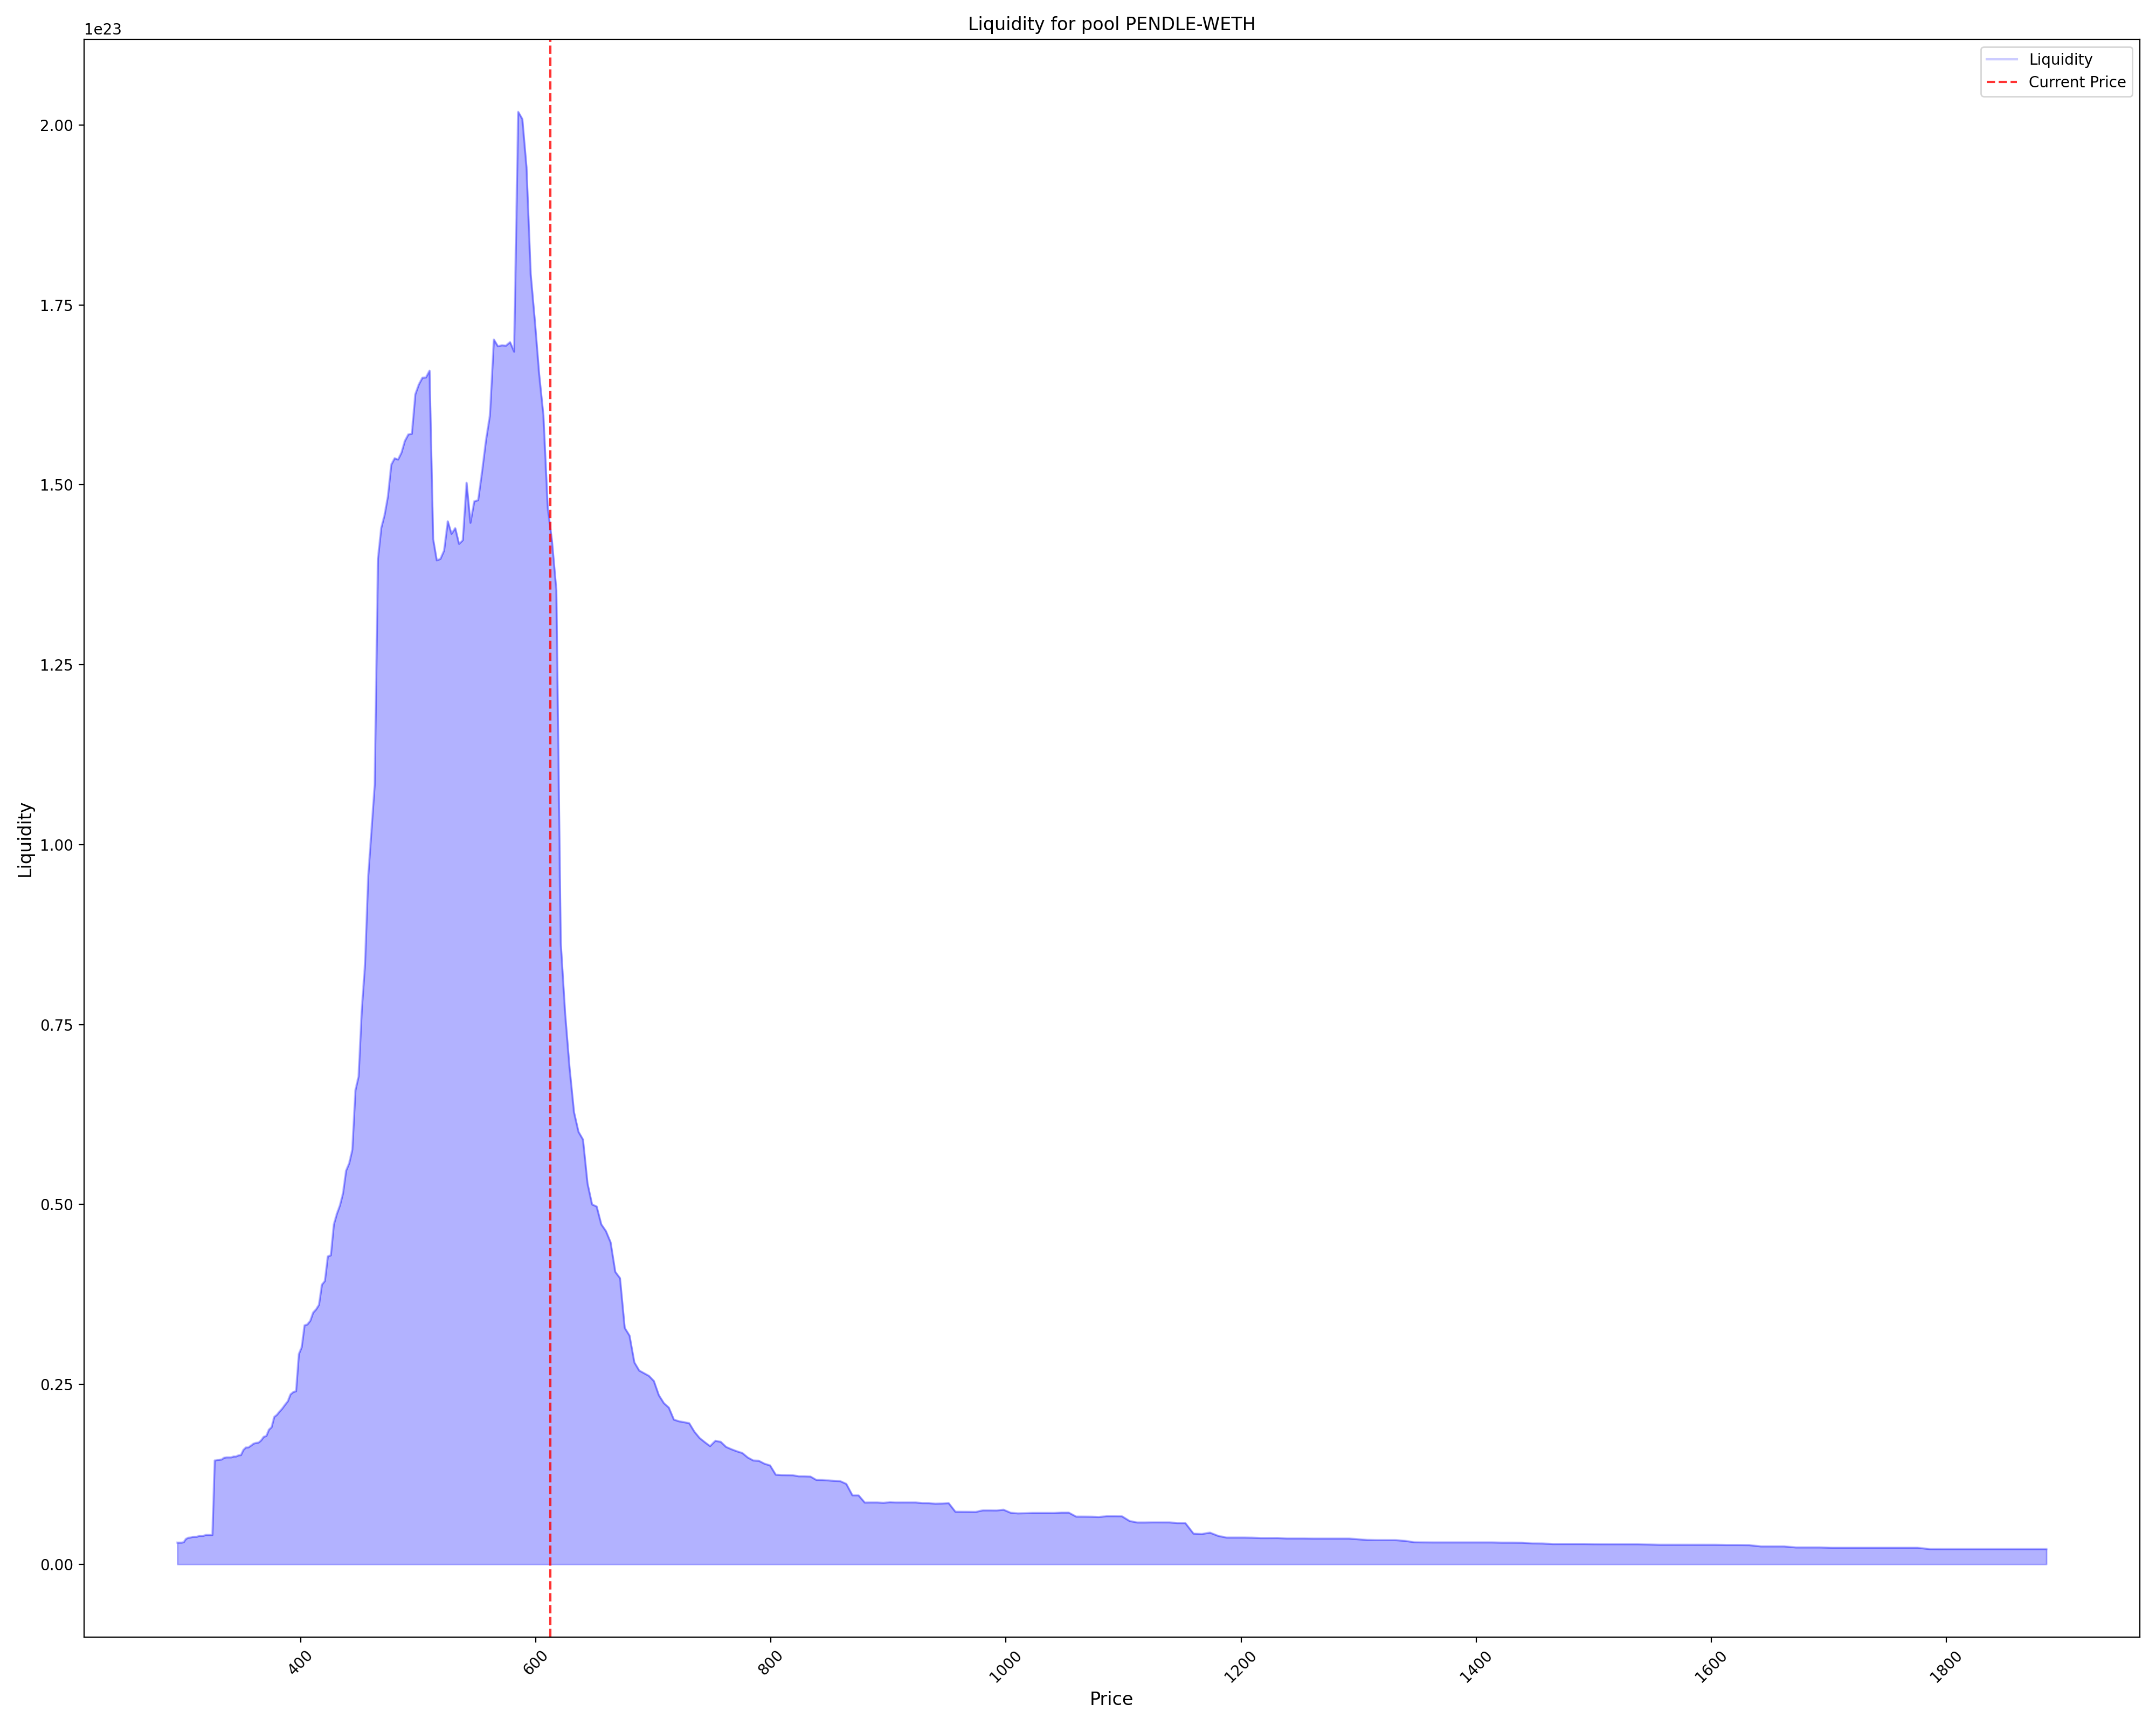 Liquidity for pool PENDLE-WETH
1e23
Liquidity
Current Price
2.00
1.75
1.50
1.25
1.00
0.75
0.50
0.25
0.00
Liquidity
400
600
800
1000
1200
1400
1600
1800
Price